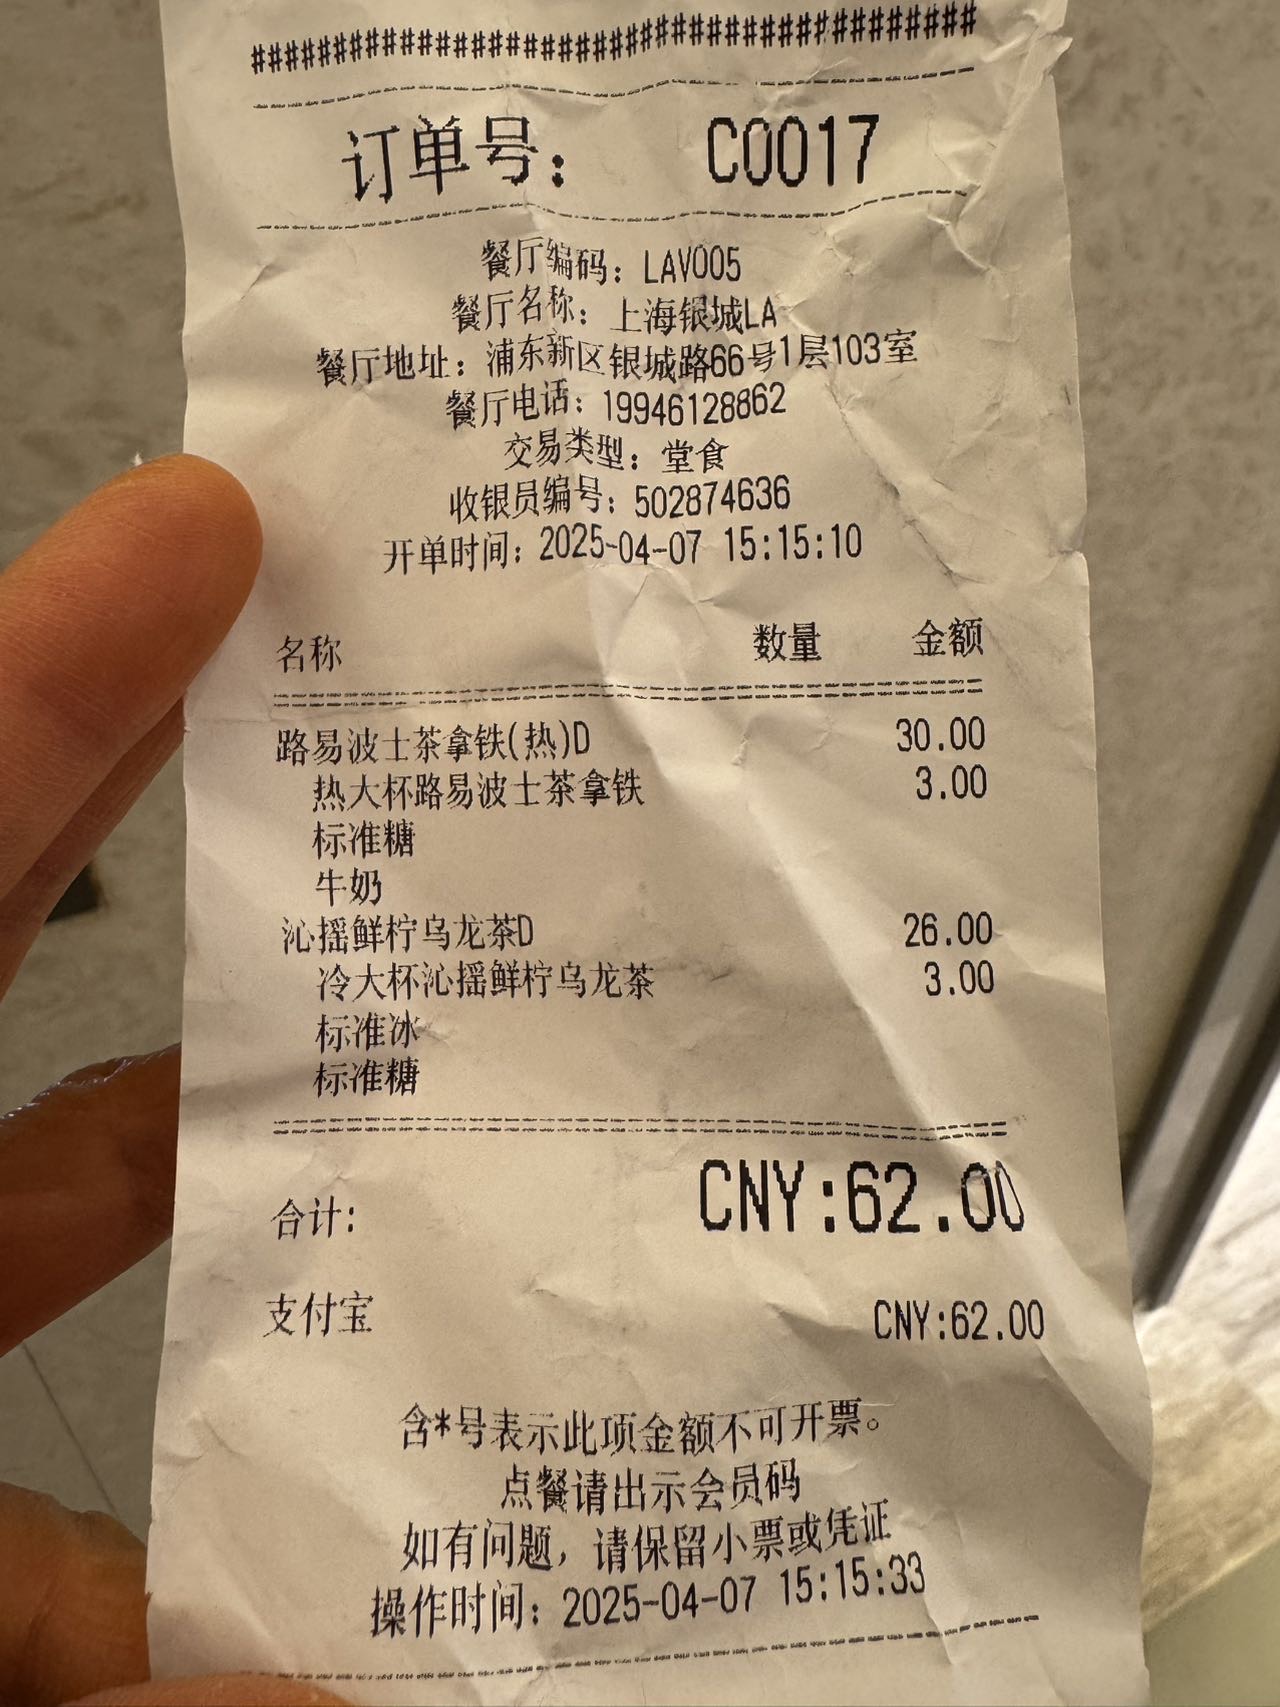 ############################################
订单号： C0017
餐厅编码：LAV005
餐厅名称：上海银城LA
餐厅地址：浦东新区银城路66号1层103室
餐厅电话：19946128862
交易类型：堂食
收银员编号：502874636
开单时间：2025-04-07 15:15:10
名称 数量 金额
路易波士茶拿铁(热)D 30.00
热大杯路易波士茶拿铁 3.00
标准糖
牛奶
沁摇鲜柠乌龙茶D 26.00
冷大杯沁摇鲜柠乌龙茶 3.00
标准冰
标准糖
合计： CNY:62.00
支付宝 CNY:62.00
含*号表示此项金额不可开票。
点餐请出示会员码
如有问题，请保留小票或凭证
操作时间：2025-04-07 15:15:33